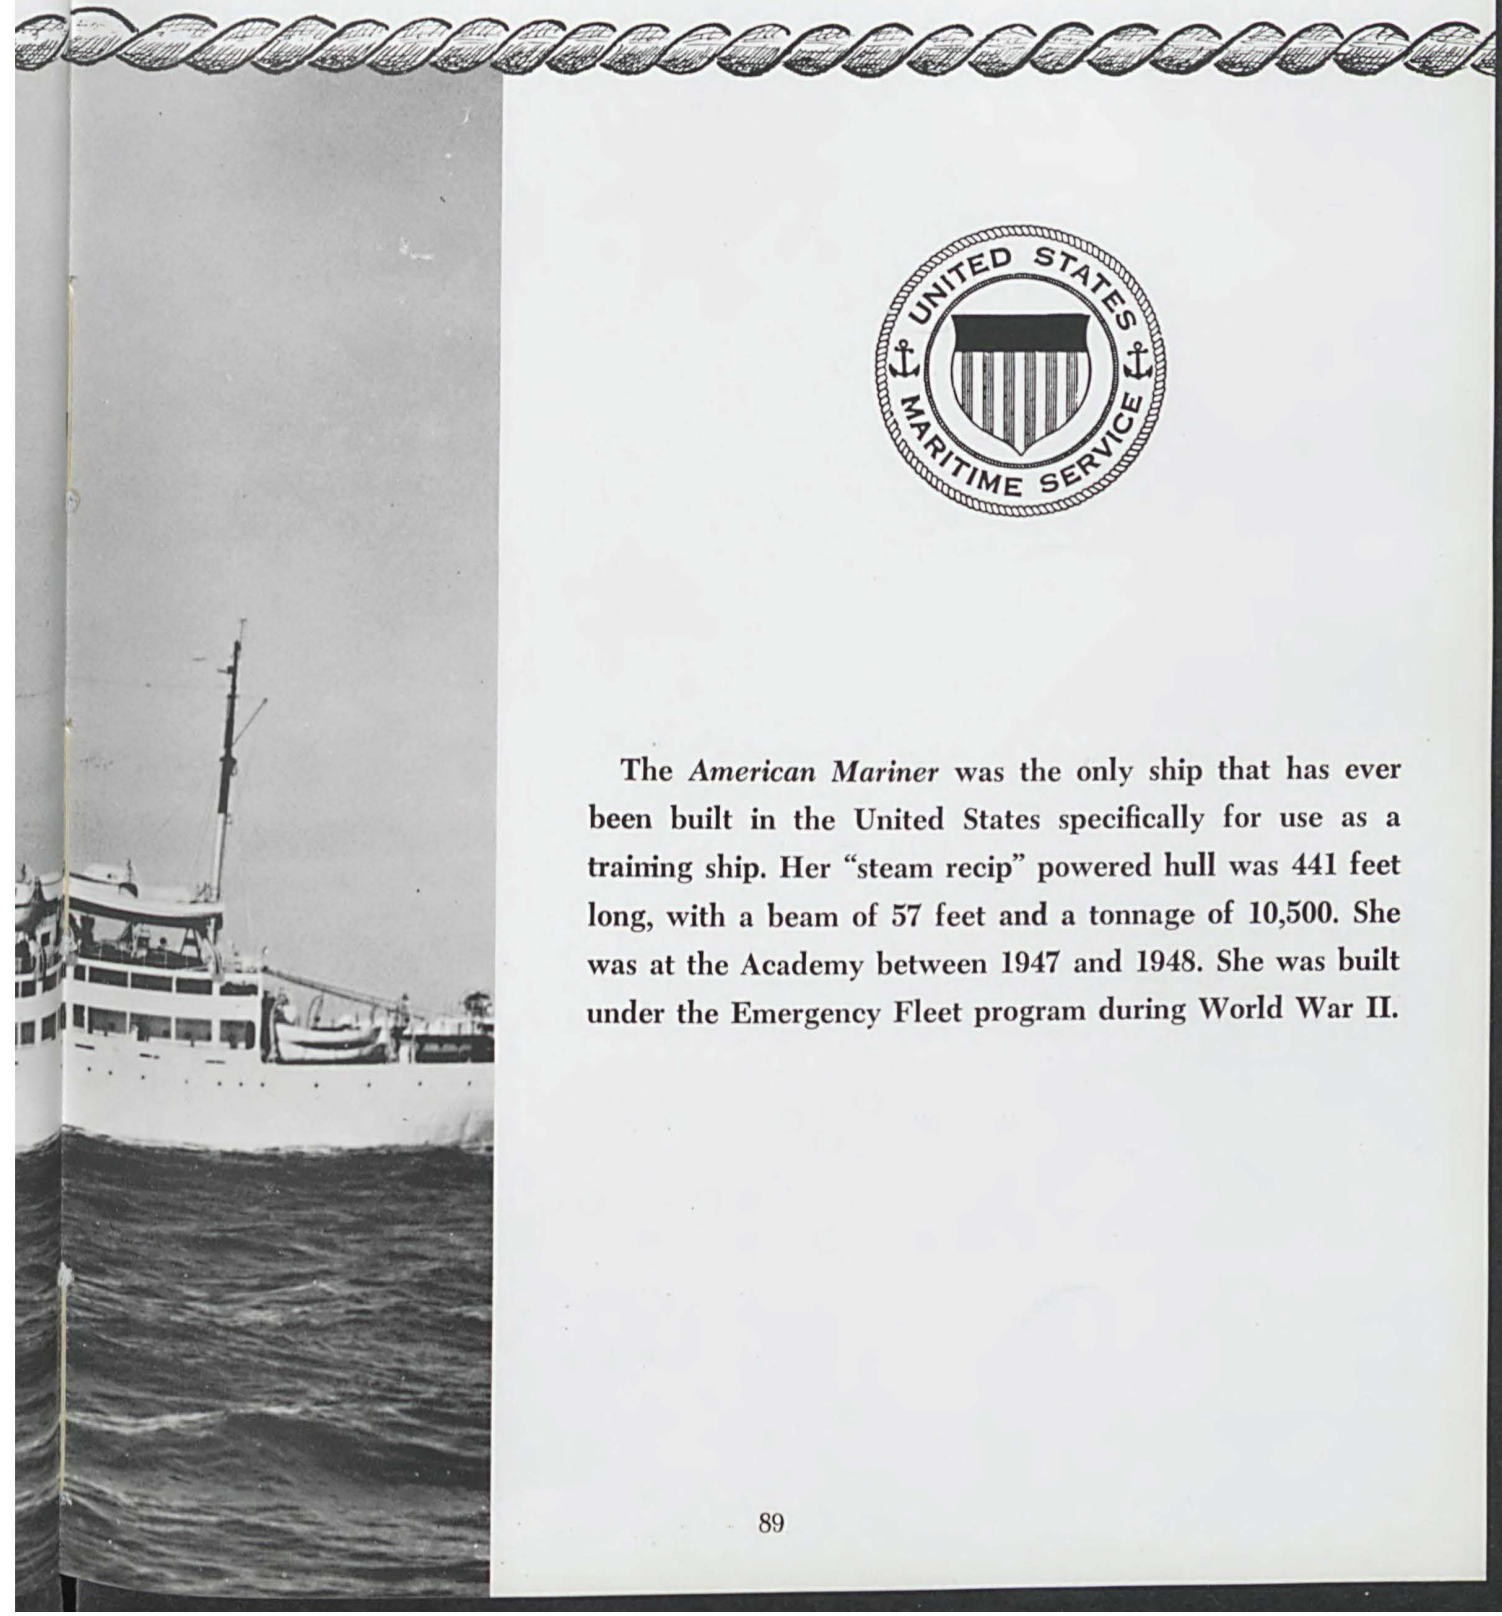 UNITED STATES
MARITIME SERVICE
The American Mariner was the only ship that has ever
been built in the United States specifically for use as a
training ship. Her “steam recip” powered hull was 441 feet
long, with a beam of 57 feet and a tonnage of 10,500. She
was at the Academy between 1947 and 1948. She was built
under the Emergency Fleet program during World War II.
89